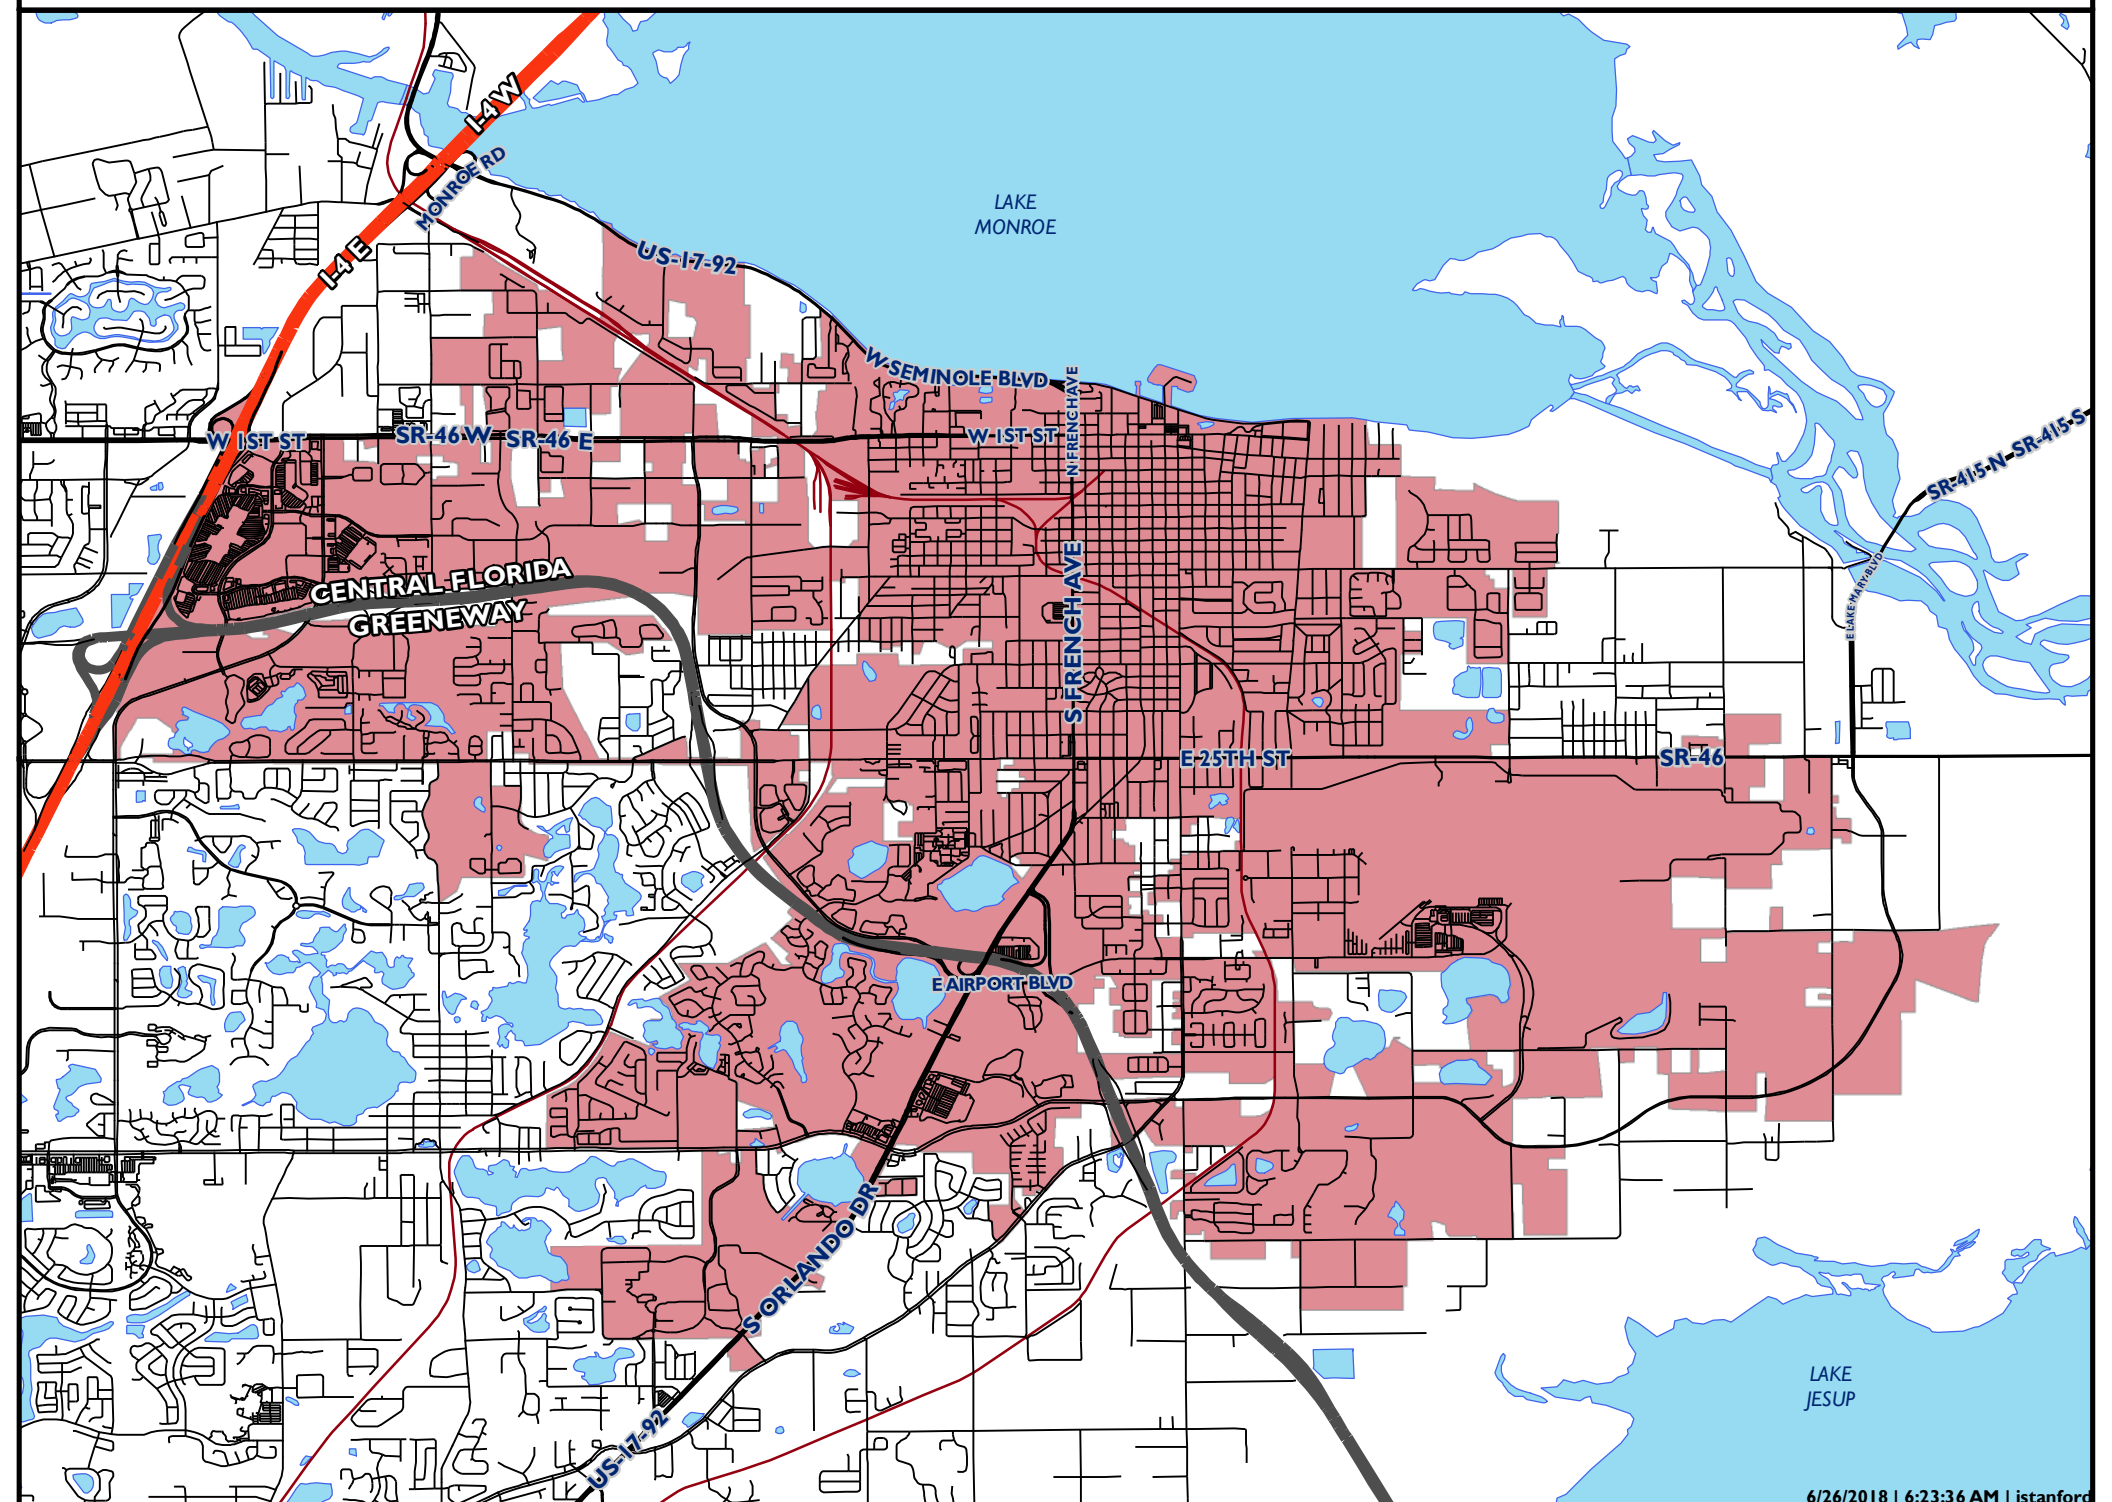 I-4 W
MONROE RD
LAKE
MONROE
I-4 E
US-17-92
W SEMINOLE BLVD
N FRENCH AVE
W 1ST ST
SR-46 W
SR-46 E
W 1ST ST
SR-415-N
SR-415-S
CENTRAL FLORIDA
GREENEWAY
S FRENCH AVE
E LAKE MARY BLVD
E 25TH ST
SR-46
E AIRPORT BLVD
S ORLANDO DR
LAKE
JESUP
US-17-92
6/26/2018 | 6:23:36 AM | istanford